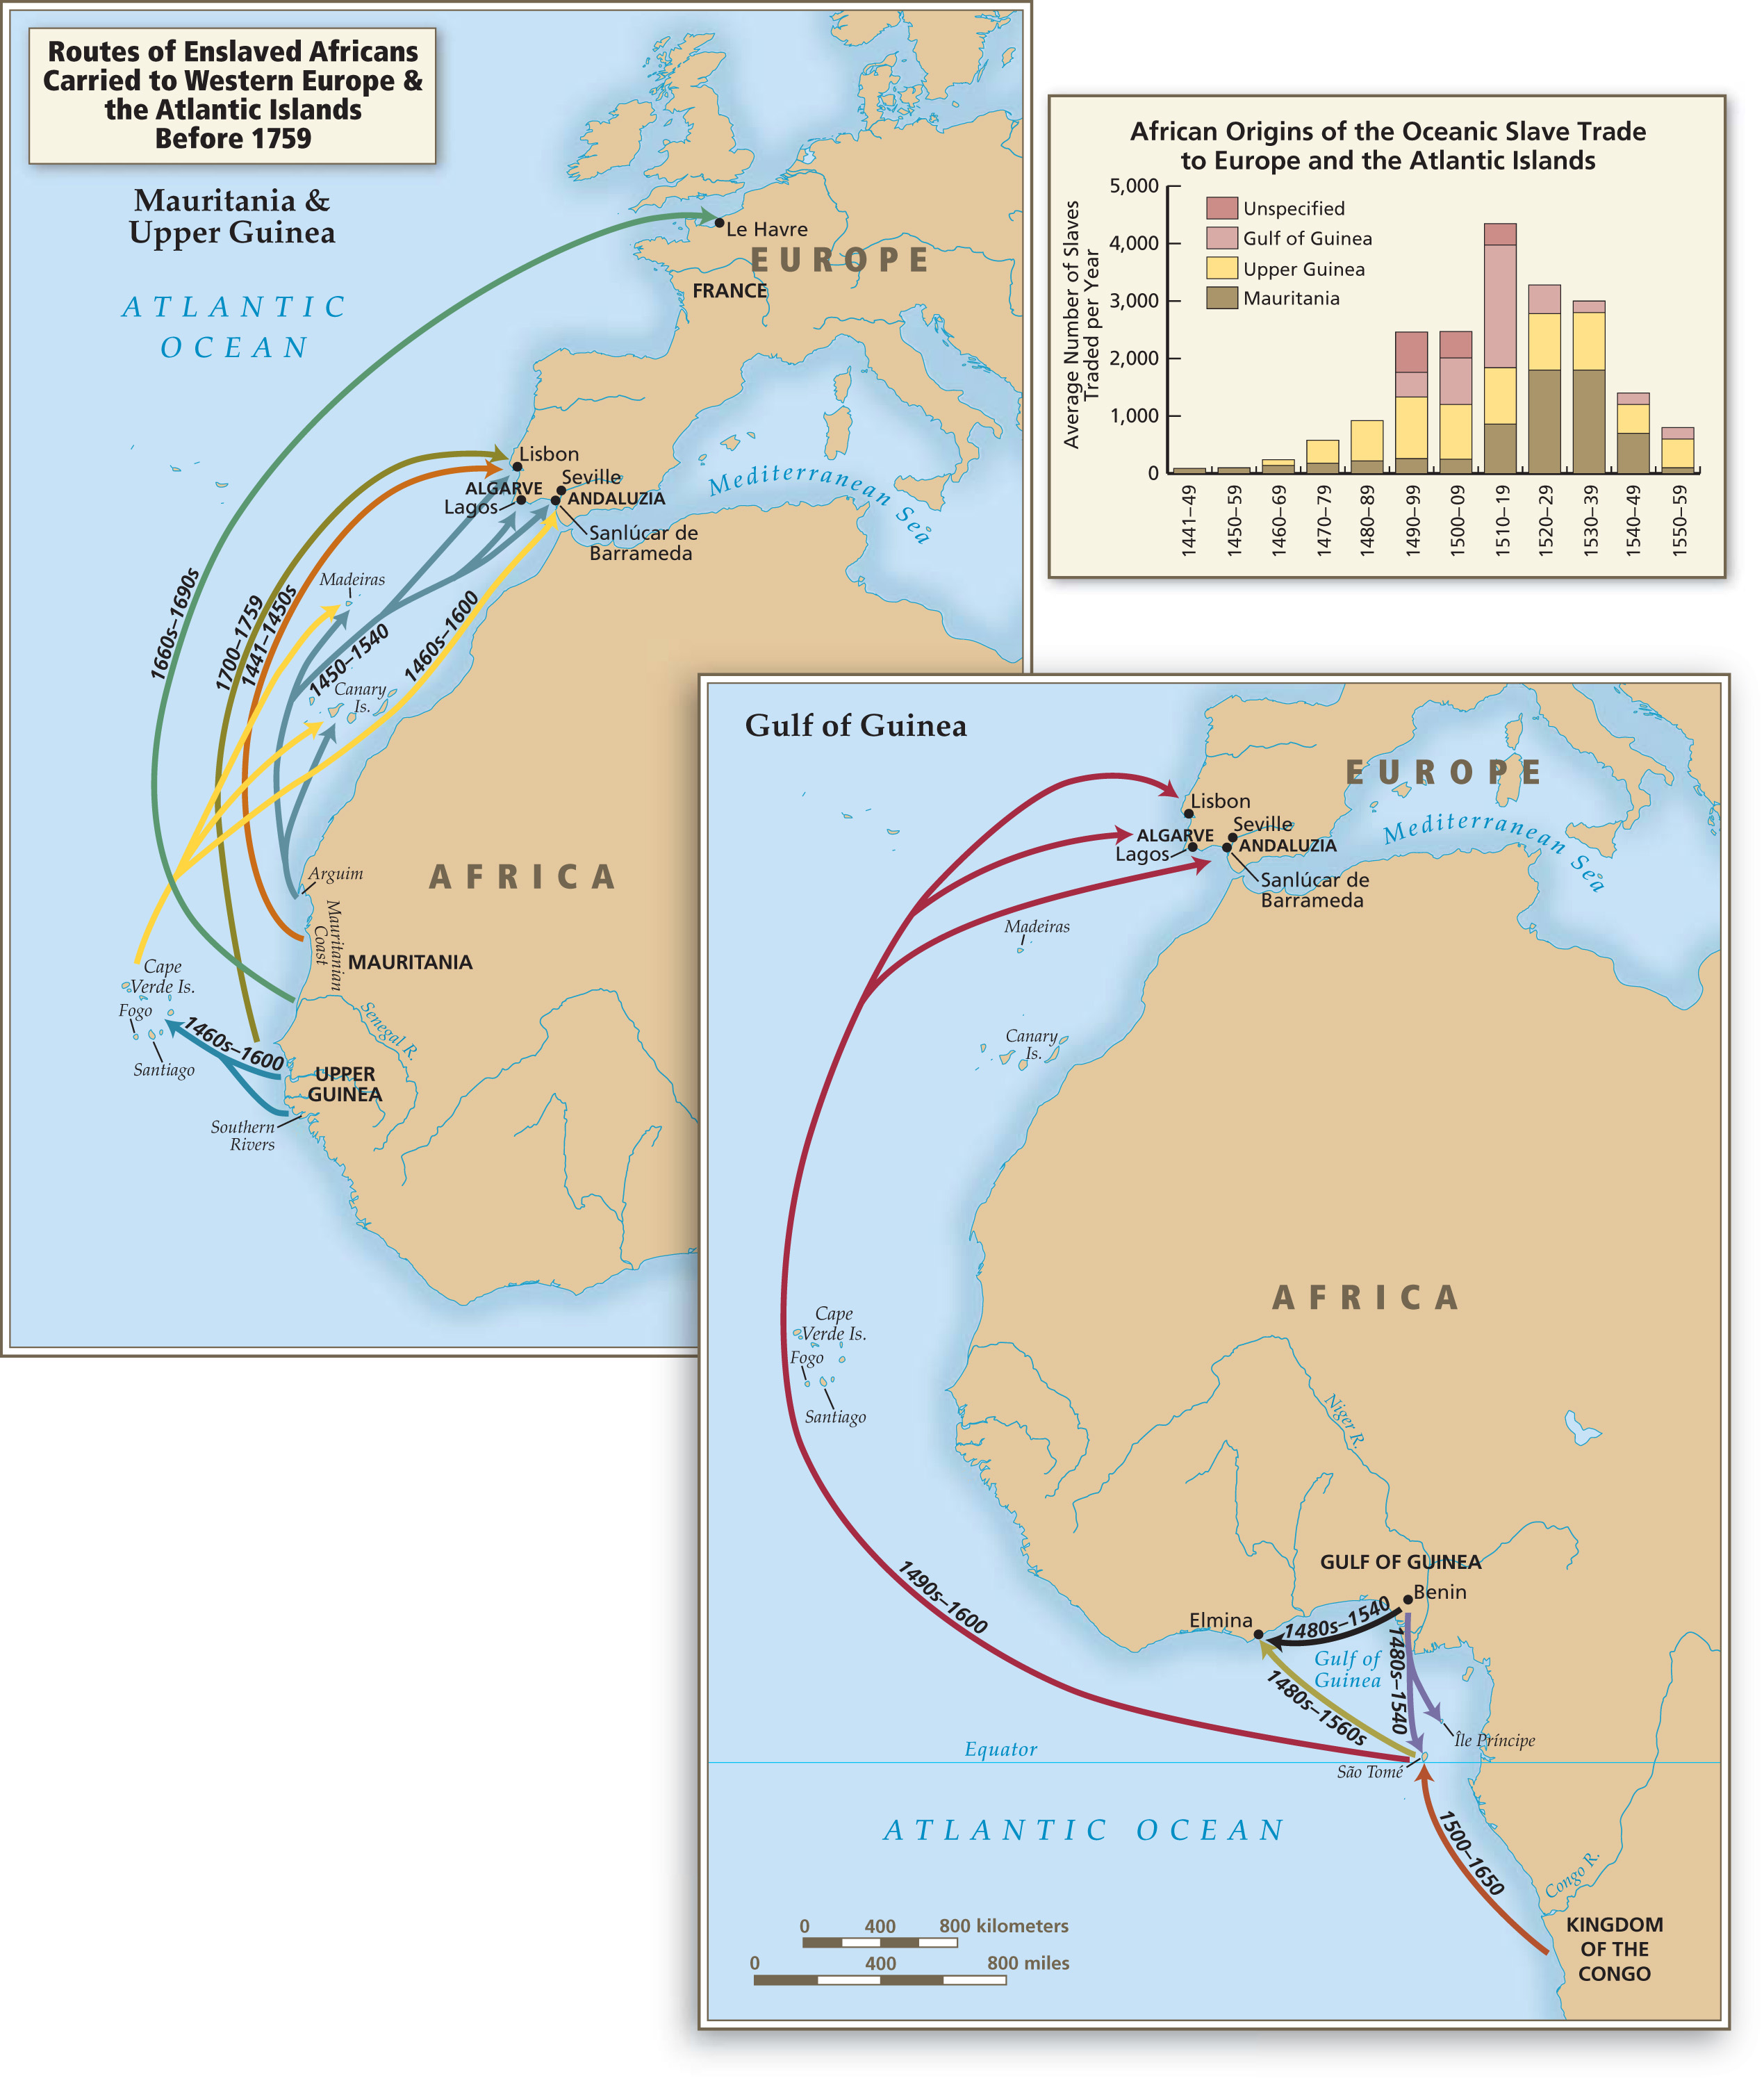 Routes of Enslaved Africans
Carried to Western Europe &
the Atlantic Islands
Before 1759
Mauritania &
Upper Guinea
ATLANTIC
OCEAN
Le Havre
EUROPE
FRANCE
Lisbon
Seville
ALGARVE
ANDALUZIA
Lagos
Sanlúcar de
Barrameda
Mediterranean Sea
Madeiras
1660s–1690s
1700–1759
1441–1450s
1450–1540
1460s–1600
Canary
Is.
Arguim
AFRICA
Mauritanian
Coast
MAURITANIA
Cape
Verde Is.
Fogo
Santiago
1460s–1600
Senegal R.
UPPER
GUINEA
Southern
Rivers
African Origins of the Oceanic Slave Trade
to Europe and the Atlantic Islands
Average Number of Slaves
Traded per Year
5,000
4,000
3,000
2,000
1,000
0
Unspecified
Gulf of Guinea
Upper Guinea
Mauritania
1441–49
1450–59
1460–69
1470–79
1480–89
1490–99
1500–09
1510–19
1520–29
1530–39
1540–49
1550–59
Gulf of Guinea
EUROPE
Lisbon
Seville
ALGARVE
ANDALUZIA
Lagos
Sanlúcar de
Barrameda
Mediterranean Sea
Madeiras
Canary
Is.
AFRICA
Cape
Verde Is.
Fogo
Santiago
Niger R.
GULF OF GUINEA
Benin
Elmina
1480s–1540
1480s–1540
Gulf of
Guinea
1480s–1560s
1490s–1600
Île Príncipe
São Tomé
Equator
ATLANTIC OCEAN
1500–1650
Congo R.
KINGDOM
OF THE
CONGO
0 400 800 kilometers
0 400 800 miles